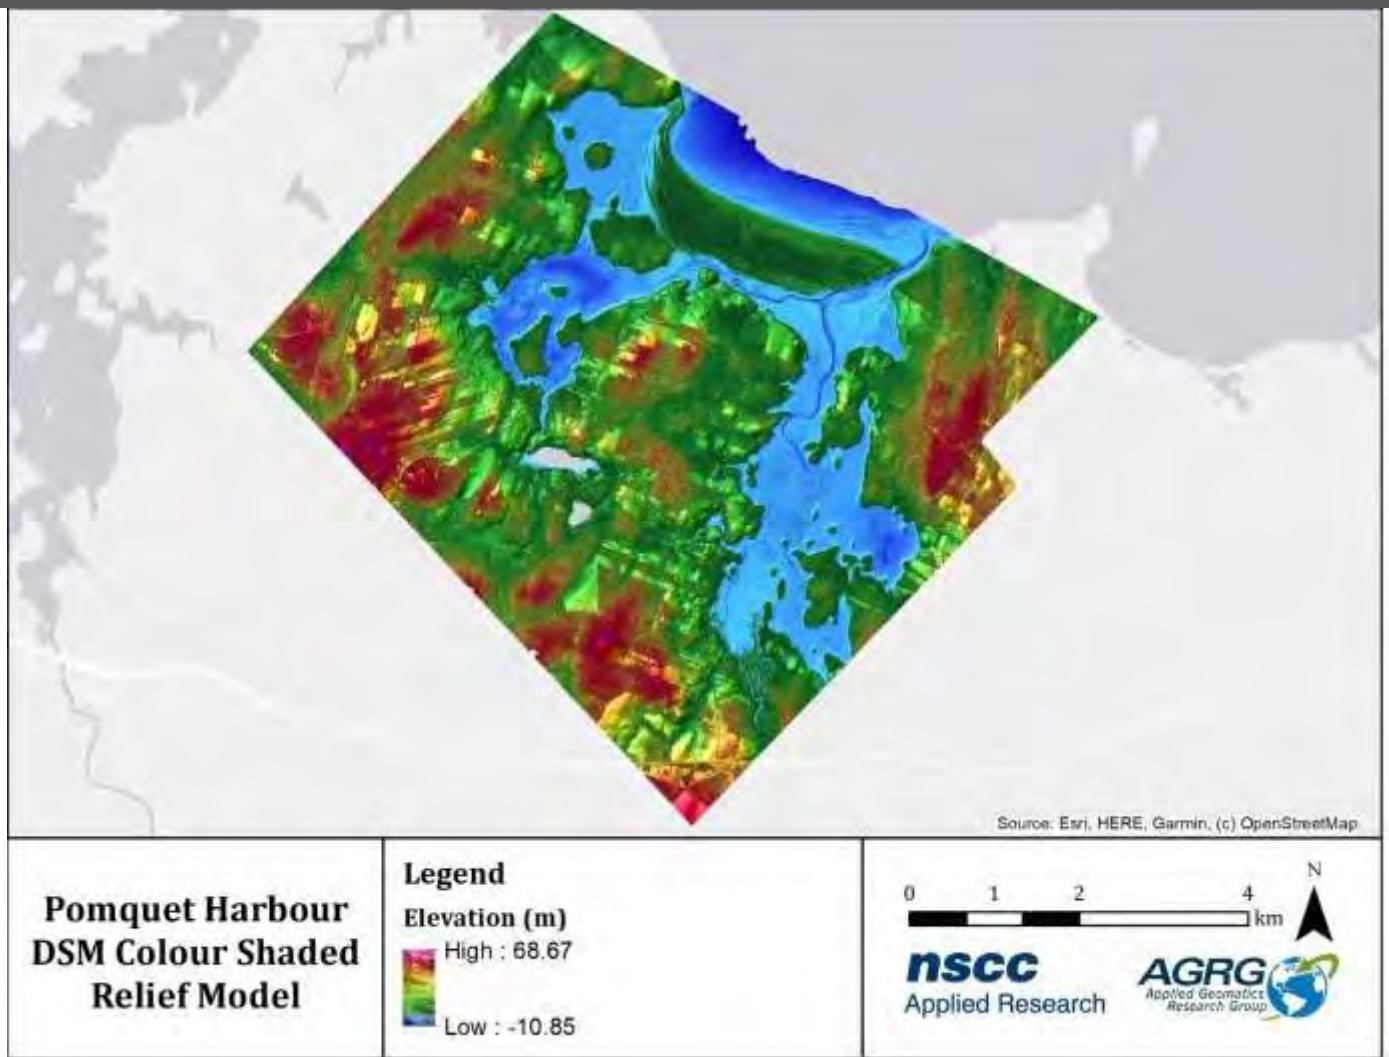 Source: Esri, HERE, Garmin, (c) OpenStreetMap
Pomquet Harbour
DSM Colour Shaded
Relief Model
Legend
Elevation (m)
High : 68.67
Low : -10.85
0 1 2 4
km
N
nscc
Applied Research
AGRG
Applied Geomatics
Research Group